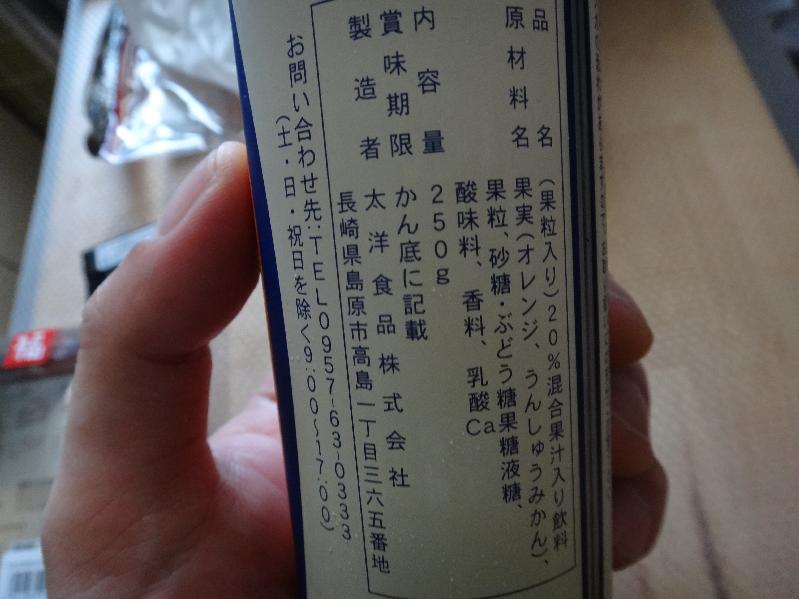 品名
(果粒入り)20%混合果汁入り飲料
原材料名
果実(オレンジ、うんしゅうみかん)、
果粒、砂糖・ぶどう糖果糖液糖、
酸味料、香料、乳酸Ca
内容量
250g
賞味期限
かん底に記載
製造者
太洋食品株式会社
長崎県島原市高島一丁目三六五番地
お問い合わせ先:TEL0957-63-0333
(土・日・祝日を除く9:00〜17:00)